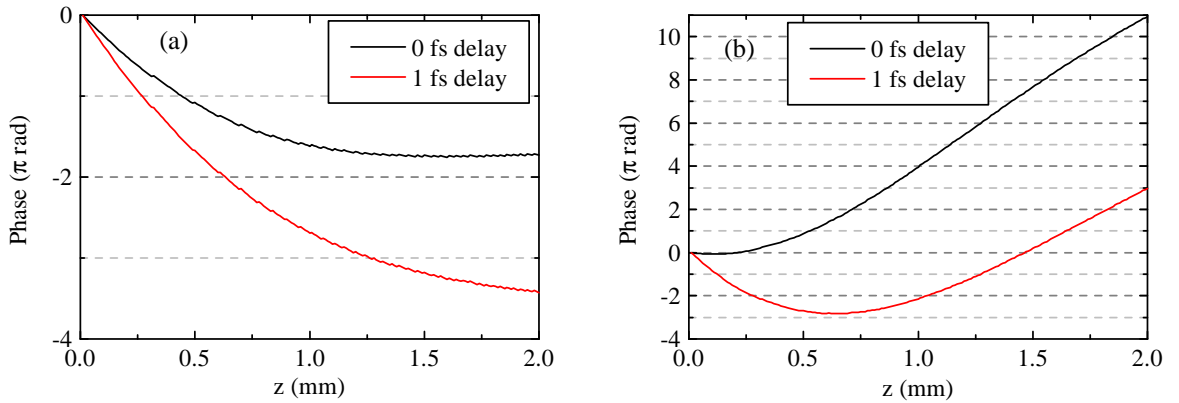 (a)
0 fs delay
1 fs delay
Phase (π rad)
0
-2
-4
0.0 0.5 1.0 1.5 2.0
z (mm)
(b)
0 fs delay
1 fs delay
Phase (π rad)
10
8
6
4
2
0
-2
-4
0.0 0.5 1.0 1.5 2.0
z (mm)